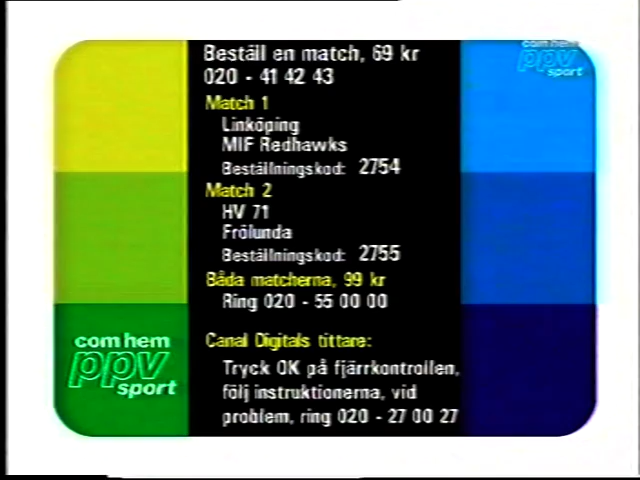 Beställ en match, 69 kr
020 - 41 42 43
Match 1
Linköping
MIF Redhawks
Beställningskod: 2754
Match 2
HV 71
Frölunda
Beställningskod: 2755
Båda matcherna, 99 kr
Ring 020 - 55 00 00
Canal Digitals tittare:
Tryck OK på fjärrkontrollen,
följ instruktionerna, vid
problem, ring 020 - 27 00 27
com hem
ppv
sport
com hem
ppv
sport